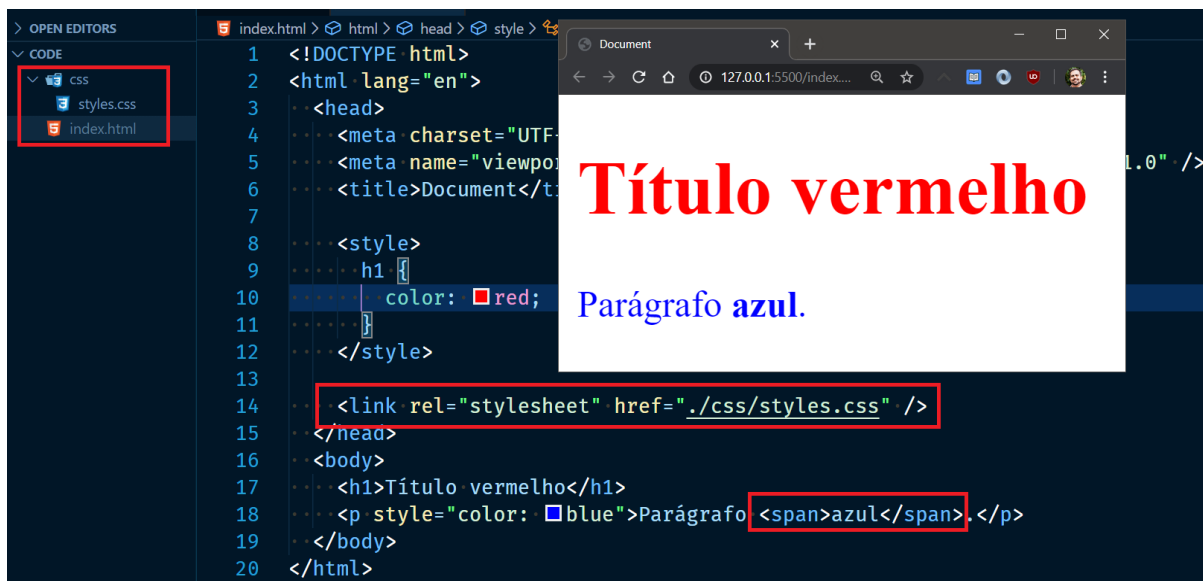 OPEN EDITORS
CODE
css
styles.css
index.html
index.html > html > head > style >
1 <!DOCTYPE html>
2 <html lang="en">
3 <head>
4 <meta charset="UTF-
5 <meta name="viewpo 1.0" />
6 <title>Document</ti
7
8 <style>
9 h1 {
10 color: red;
11 }
12 </style>
13
14 <link rel="stylesheet" href="./css/styles.css" />
15 </head>
16 <body>
17 <h1>Título vermelho</h1>
18 <p style="color: blue">Parágrafo <span>azul</span>.</p>
19 </body>
20 </html>
Document
127.0.0.1:5500/index....
Título vermelho
Parágrafo azul.